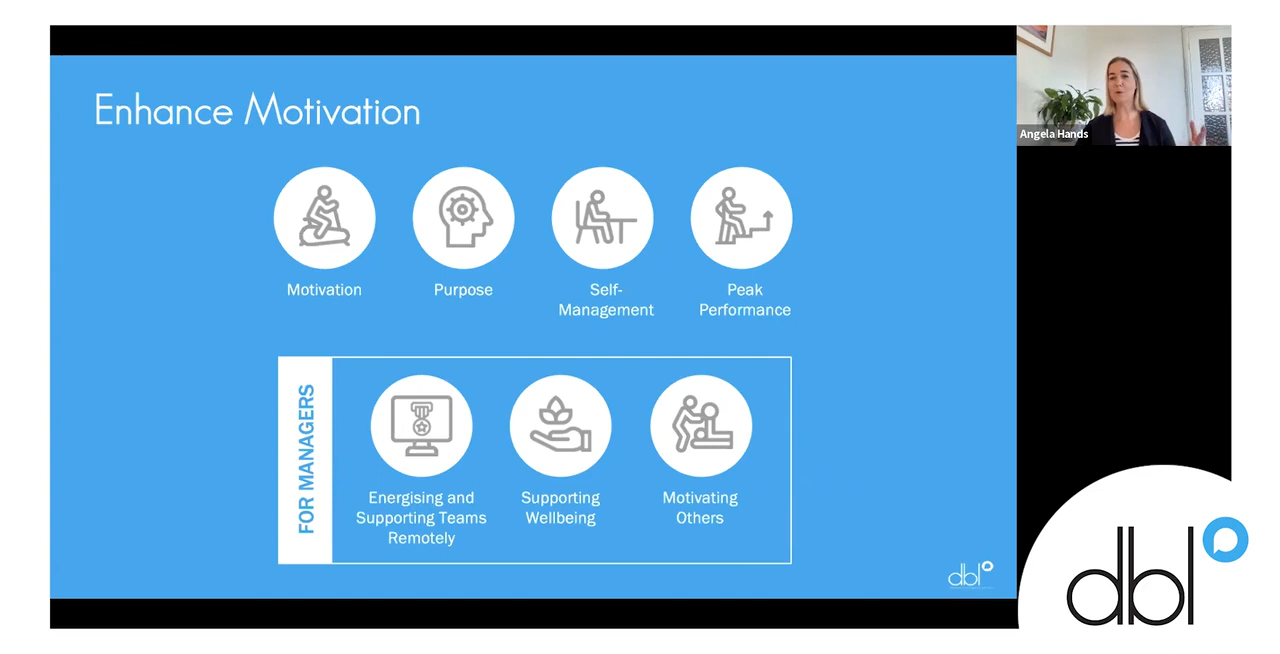 Enhance Motivation
Angela Hands
Motivation
Purpose
Self-
Management
Peak
Performance
FOR MANAGERS
Energising and
Supporting Teams
Remotely
Supporting
Wellbeing
Motivating
Others
dbl
dbl